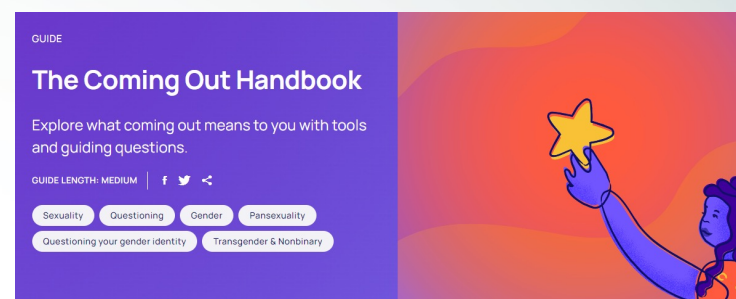 GUIDE
The Coming Out Handbook
Explore what coming out means to you with tools
and guiding questions.
GUIDE LENGTH: MEDIUM
Sexuality Questioning Gender Pansexuality
Questioning your gender identity Transgender & Nonbinary